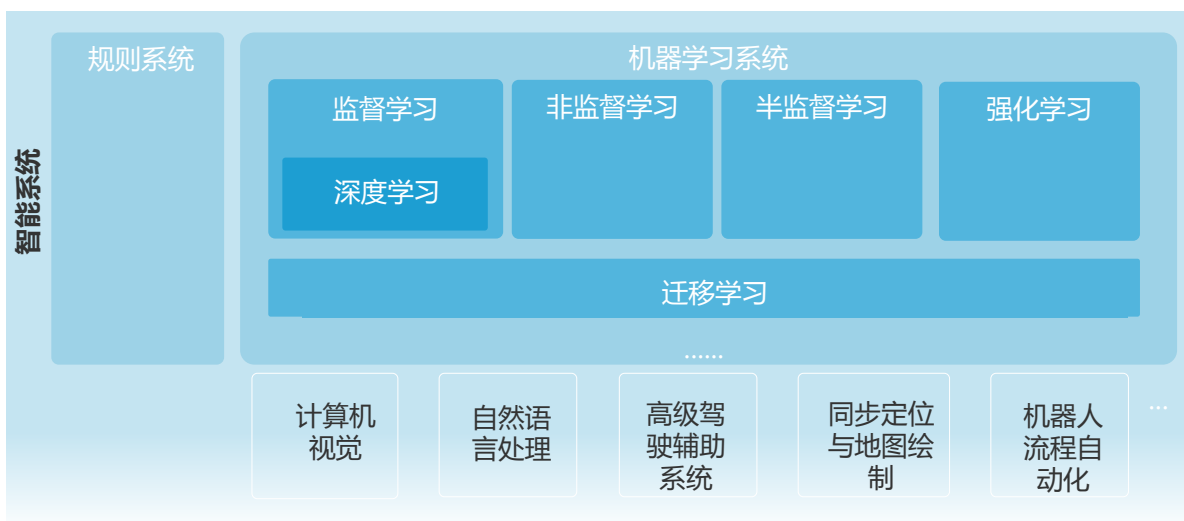 智能系统
规则系统
机器学习系统
监督学习
非监督学习
半监督学习
强化学习
深度学习
迁移学习
......
计算机
视觉
自然语
言处理
高级驾
驶辅助
系统
同步定位
与地图绘
制
机器人
流程自
动化
...